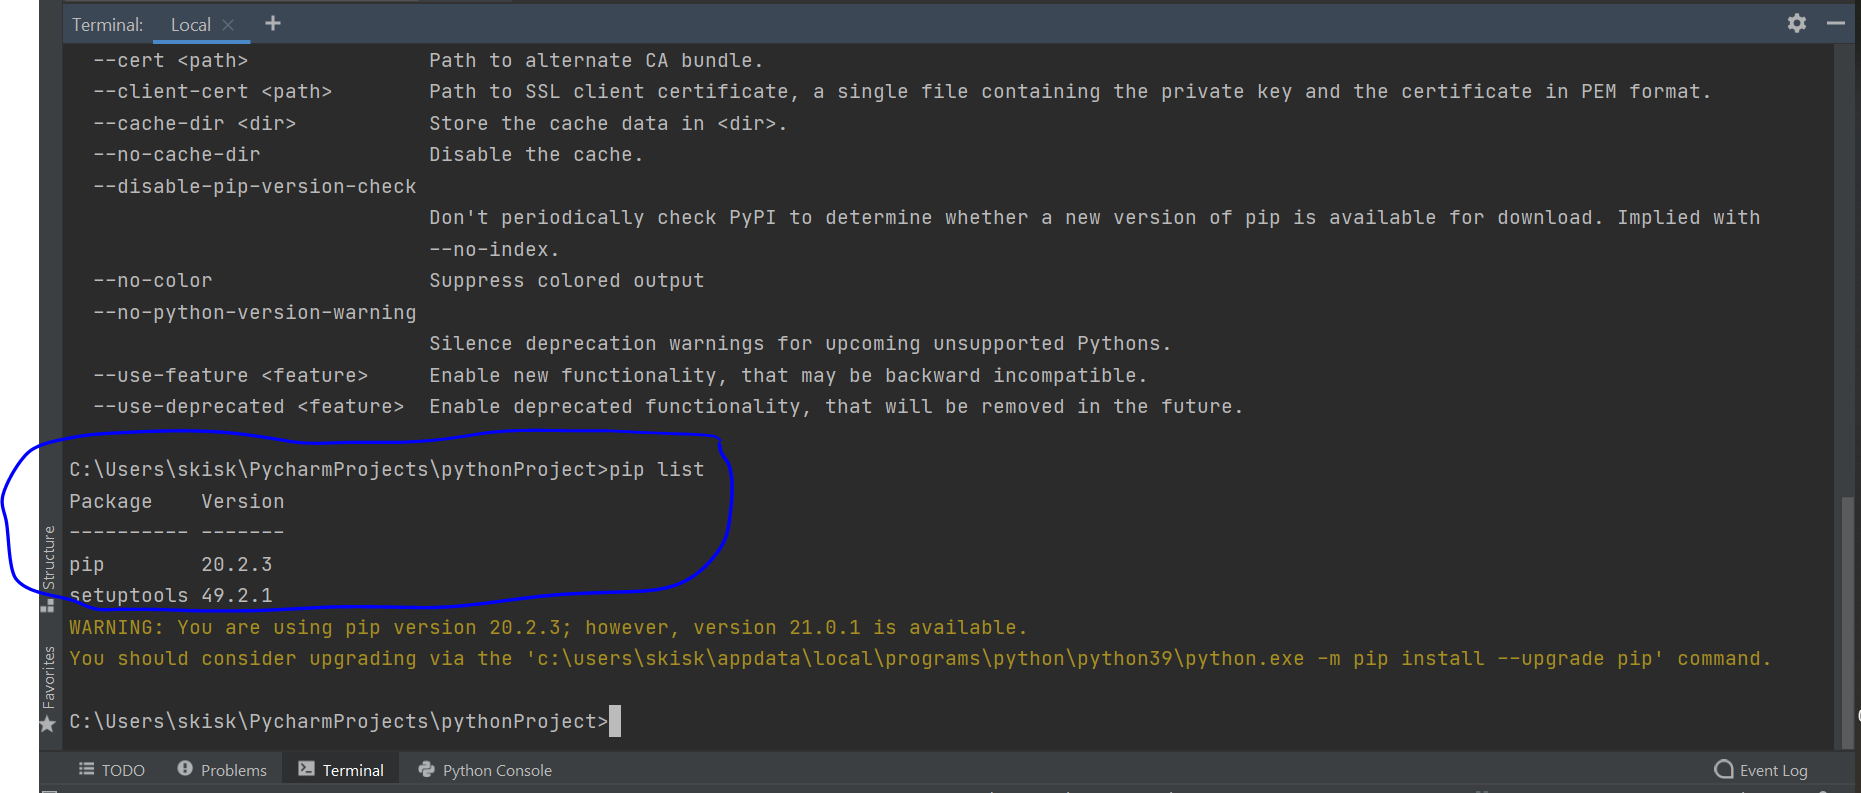 Terminal: Local × +
--cert <path> Path to alternate CA bundle.
--client-cert <path> Path to SSL client certificate, a single file containing the private key and the certificate in PEM format.
--cache-dir <dir> Store the cache data in <dir>.
--no-cache-dir Disable the cache.
--disable-pip-version-check
Don't periodically check PyPI to determine whether a new version of pip is available for download. Implied with
--no-index.
--no-color Suppress colored output
--no-python-version-warning
Silence deprecation warnings for upcoming unsupported Pythons.
--use-feature <feature> Enable new functionality, that may be backward incompatible.
--use-deprecated <feature> Enable deprecated functionality, that will be removed in the future.
C:\Users\skisk\PycharmProjects\pythonProject>pip list
Package Version
---------- -------
pip 20.2.3
setuptools 49.2.1
WARNING: You are using pip version 20.2.3; however, version 21.0.1 is available.
You should consider upgrading via the 'c:\users\skisk\appdata\local\programs\python\python39\python.exe -m pip install --upgrade pip' command.
C:\Users\skisk\PycharmProjects\pythonProject>
Structure
Favorites
TODO Problems Terminal Python Console Event Log